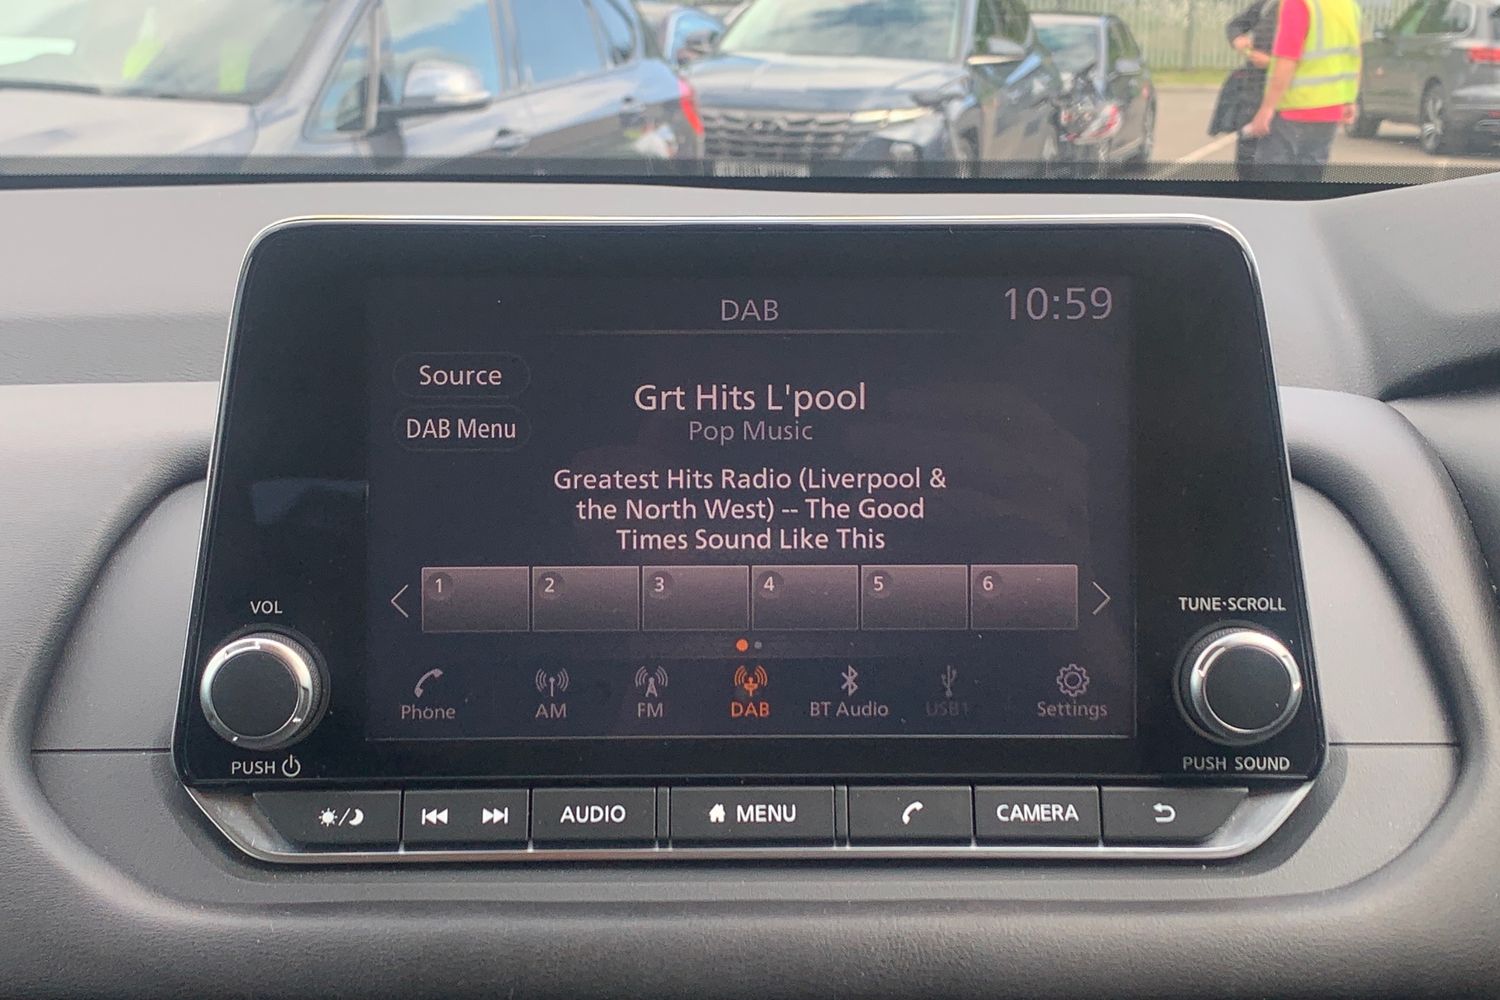 DAB
10:59
Source
Grt Hits L'pool
DAB Menu
Pop Music
Greatest Hits Radio (Liverpool &
the North West) -- The Good
Times Sound Like This
1 2 3 4 5 6
VOL
TUNE·SCROLL
Phone AM FM DAB BT Audio USB1 Settings
PUSH
PUSH SOUND
AUDIO MENU CAMERA